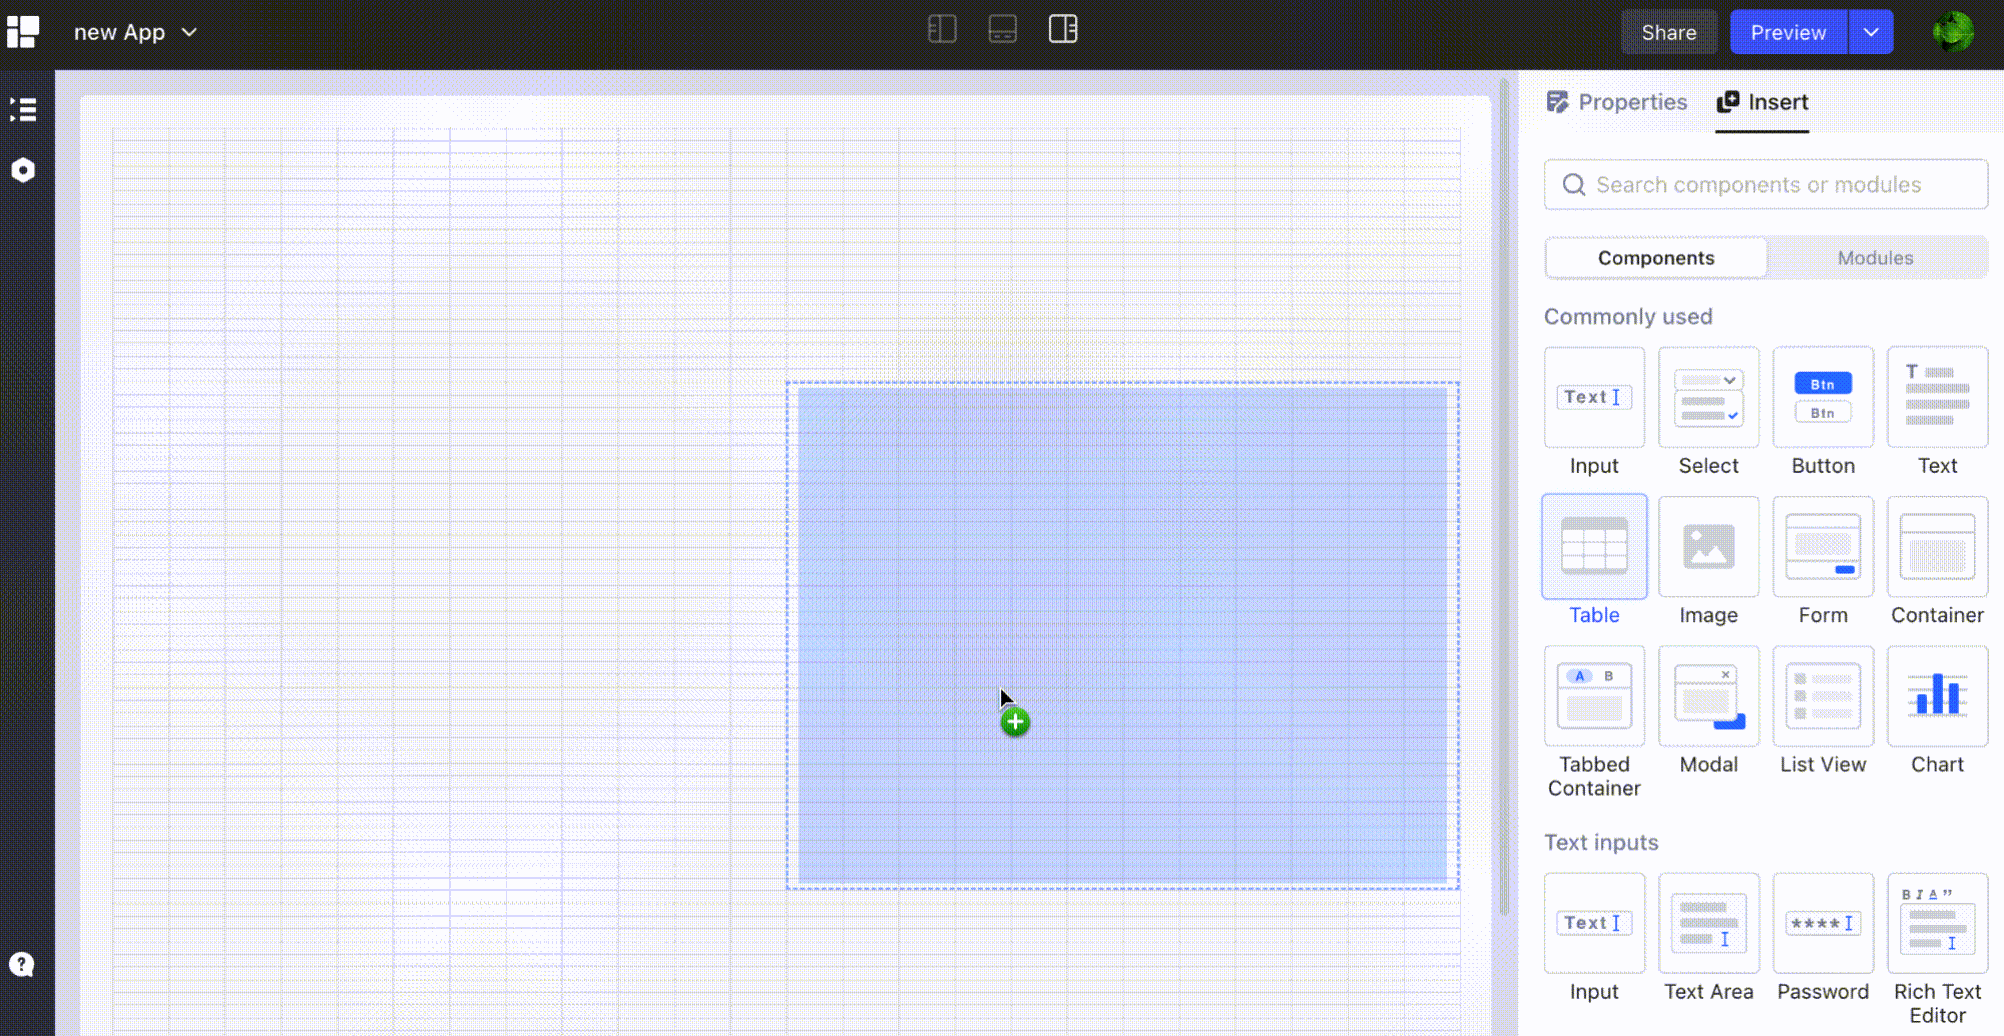 new App
Share
Preview
Properties
Insert
Search components or modules
Components
Modules
Commonly used
Text
Btn
Btn
T
Input
Select
Button
Text
Table
Image
Form
Container
A
B
Tabbed
Container
Modal
List View
Chart
Text inputs
Text
****
B I A ”
Input
Text Area
Password
Rich Text
Editor